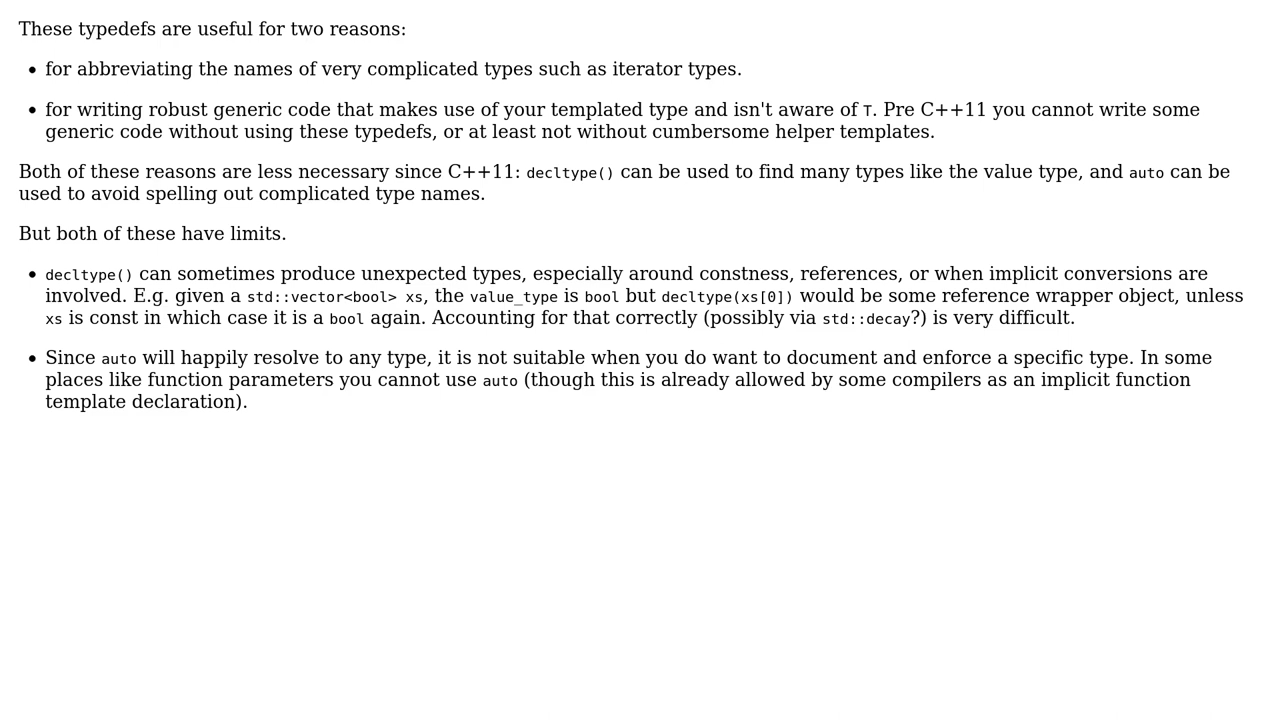 These typedefs are useful for two reasons:
• for abbreviating the names of very complicated types such as iterator types.
• for writing robust generic code that makes use of your templated type and isn't aware of T. Pre C++11 you cannot write some
generic code without using these typedefs, or at least not without cumbersome helper templates.
Both of these reasons are less necessary since C++11: decltype() can be used to find many types like the value type, and auto can be
used to avoid spelling out complicated type names.
But both of these have limits.
• decltype() can sometimes produce unexpected types, especially around constness, references, or when implicit conversions are
involved. E.g. given a std::vector<bool> xs, the value_type is bool but decltype(xs[0]) would be some reference wrapper object, unless
xs is const in which case it is a bool again. Accounting for that correctly (possibly via std::decay?) is very difficult.
• Since auto will happily resolve to any type, it is not suitable when you do want to document and enforce a specific type. In some
places like function parameters you cannot use auto (though this is already allowed by some compilers as an implicit function
template declaration).